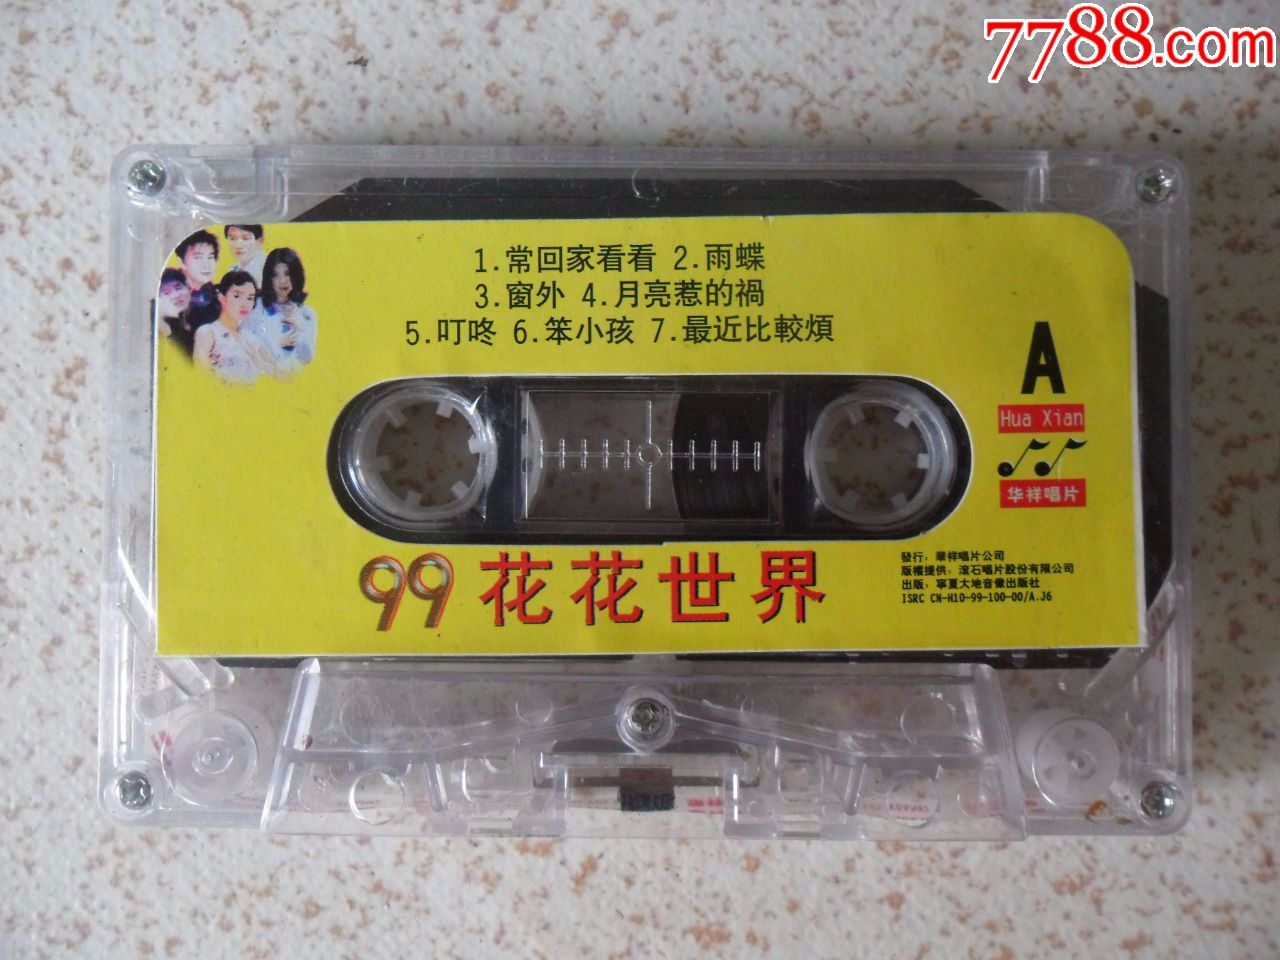 7788.com
1.常回家看看 2.雨蝶
3.窗外 4.月亮惹的禍
5.叮咚 6.笨小孩 7.最近比較煩
A
Hua Xian
华祥唱片
99 花花世界
發行：華祥唱片公司
版權提供：滾石唱片股份有限公司
出版：寧夏大地音像出版社
ISRC CN-H10-99-100-00/A.J6